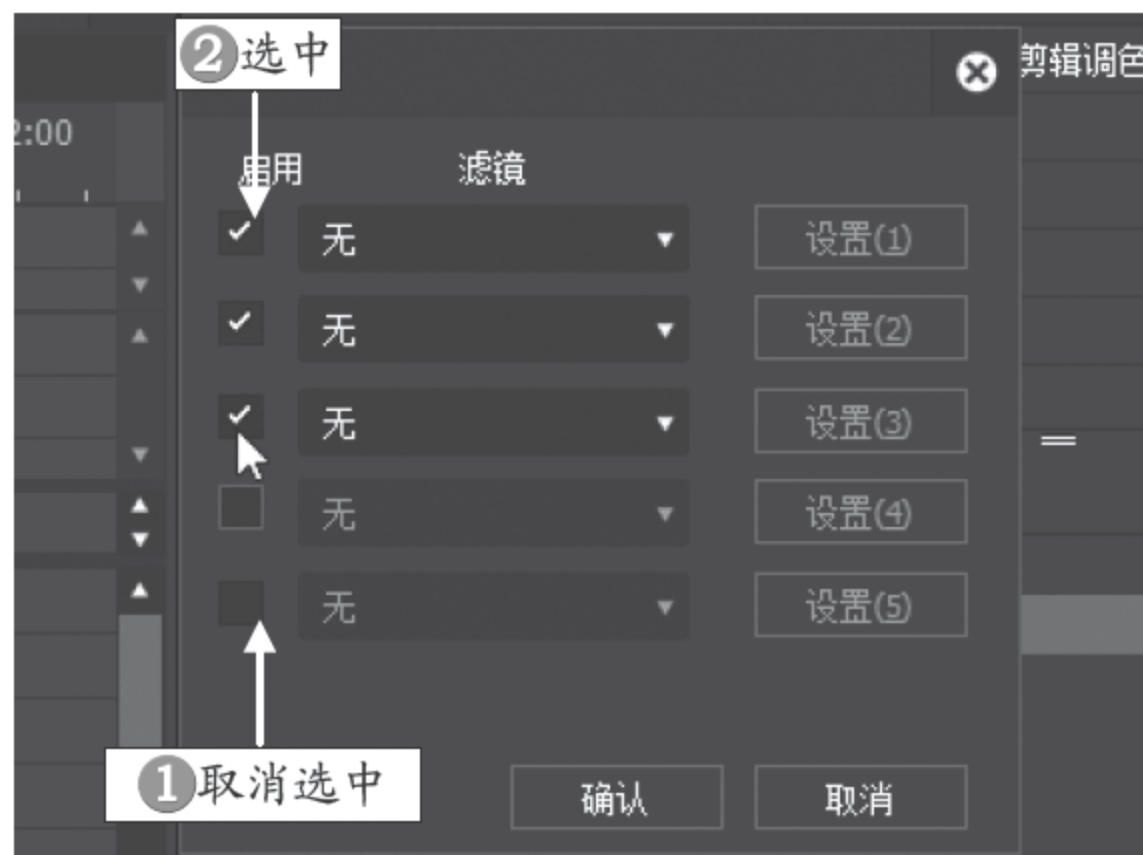 ❷选中
剪辑调色
2:00
启用 滤镜
无 设置(1)
无 设置(2)
无 设置(3)
无 设置(4)
无 设置(5)
❶取消选中
确认 取消